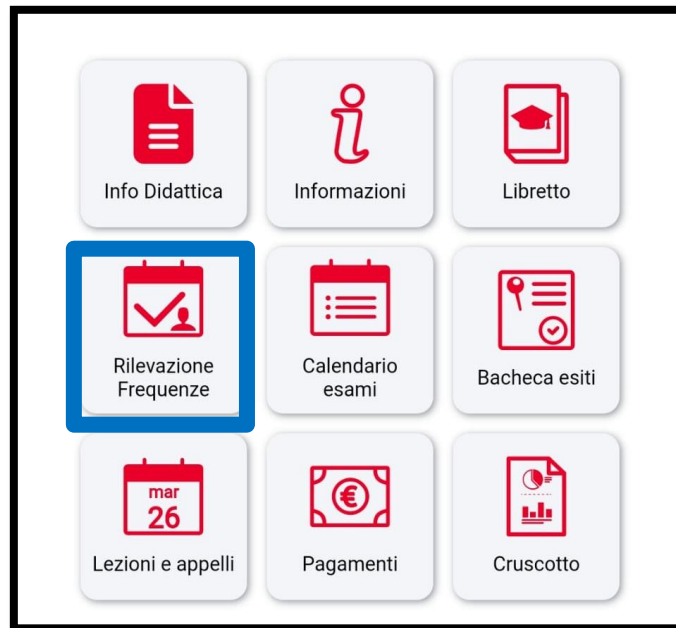 Info Didattica
Informazioni
Libretto
Rilevazione
Frequenze
Calendario
esami
Bacheca esiti
mar
26
Lezioni e appelli
Pagamenti
Cruscotto